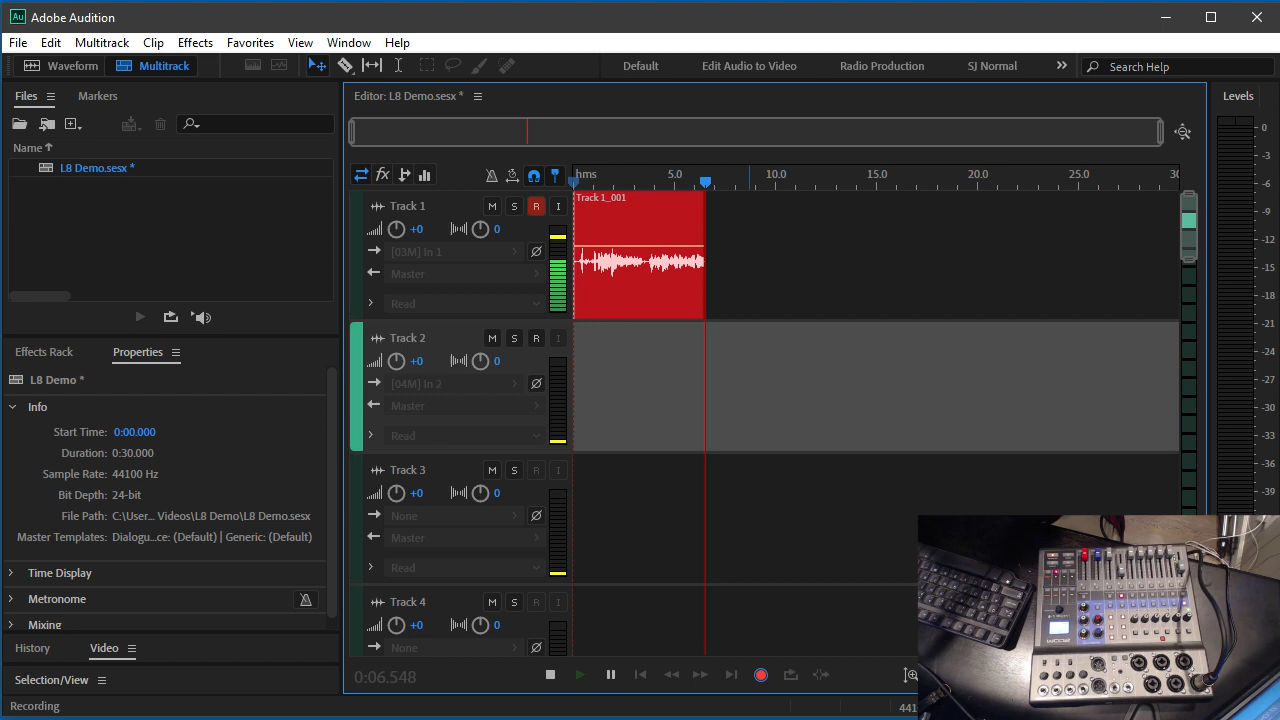 Au Adobe Audition
File Edit Multitrack Clip Effects Favorites View Window Help
Waveform Multitrack Default Edit Audio to Video Radio Production SJ Normal >> Search Help
Files Markers
Name
L8 Demo.sesx *
Effects Rack Properties
L8 Demo *
Info
Start Time: 0:00.000
Duration: 0:30.000
Sample Rate: 44100 Hz
Bit Depth: 24-bit
File Path: C:\User... Videos\L8 Demo\L8 Demo.sesx
Master Templates: Dialogu...ce: (Default) | Generic: (Default)
Time Display
Metronome
Mixing
History Video
Selection/View
Recording
Editor: L8 Demo.sesx *
fx
hms 5.0 10.0 15.0 20.0 25.0 30
Track 1 M S R I
+0 0
[03M] In 1
Master
Read
Track 1_001
Track 2 M S R I
+0 0
[04M] In 2
Master
Read
Track 3 M S R I
+0 0
None
Master
Read
Track 4 M S R I
+0 0
None
0:06.548
441
Levels
0
-3
-6
-9
-12
-15
-18
-21
-24
-27
-30
-33
-36
-39
ZOOM